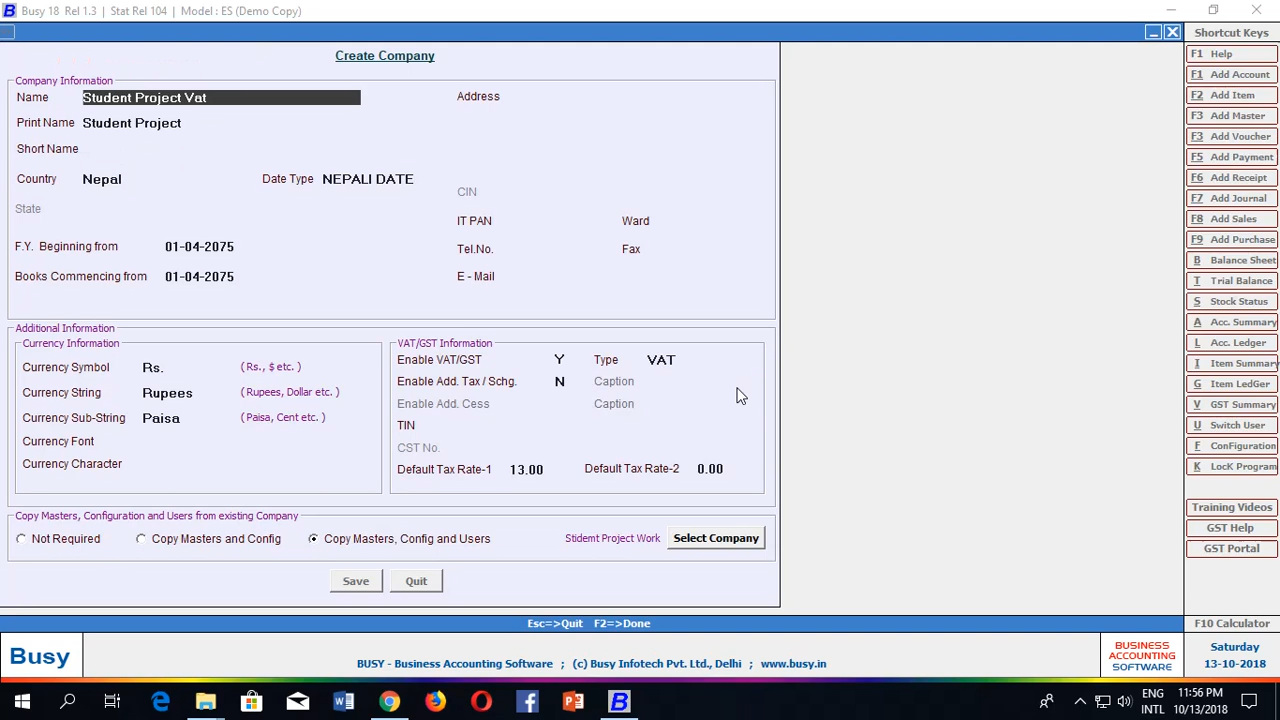 Busy 18 Rel 1.3 | Stat Rel 104 | Model : ES (Demo Copy)
Create Company
Company Information
Name Student Project Vat
Address
Print Name Student Project
Short Name
Country Nepal Date Type NEPALI DATE
CIN
State
IT PAN Ward
F.Y. Beginning from 01-04-2075
Tel.No. Fax
Books Commencing from 01-04-2075
E - Mail
Additional Information
Currency Information
Currency Symbol Rs. (Rs., $ etc.)
Currency String Rupees (Rupees, Dollar etc.)
Currency Sub-String Paisa (Paisa, Cent etc.)
Currency Font
Currency Character
VAT/GST Information
Enable VAT/GST Y Type VAT
Enable Add. Tax / Schg. N Caption
Enable Add. Cess Caption
TIN
CST No.
Default Tax Rate-1 13.00 Default Tax Rate-2 0.00
Copy Masters, Configuration and Users from existing Company
Not Required Copy Masters and Config Copy Masters, Config and Users Stidemt Project Work Select Company
Save Quit
Esc=>Quit F2=>Done
Shortcut Keys
F1 Help
F1 Add Account
F2 Add Item
F3 Add Master
F3 Add Voucher
F5 Add Payment
F6 Add Receipt
F7 Add Journal
F8 Add Sales
F9 Add Purchase
B Balance Sheet
T Trial Balance
S Stock Status
A Acc. Summary
L Acc. Ledger
I Item Summary
G Item LedGer
V GST Summary
U Switch User
F ConFiguration
K LocK Program
Training Videos
GST Help
GST Portal
F10 Calculator
Busy
BUSY - Business Accounting Software ; (c) Busy Infotech Pvt. Ltd., Delhi ; www.busy.in
BUSINESS
ACCOUNTING
SOFTWARE
Saturday
13-10-2018
ENG
INTL
11:56 PM
10/13/2018